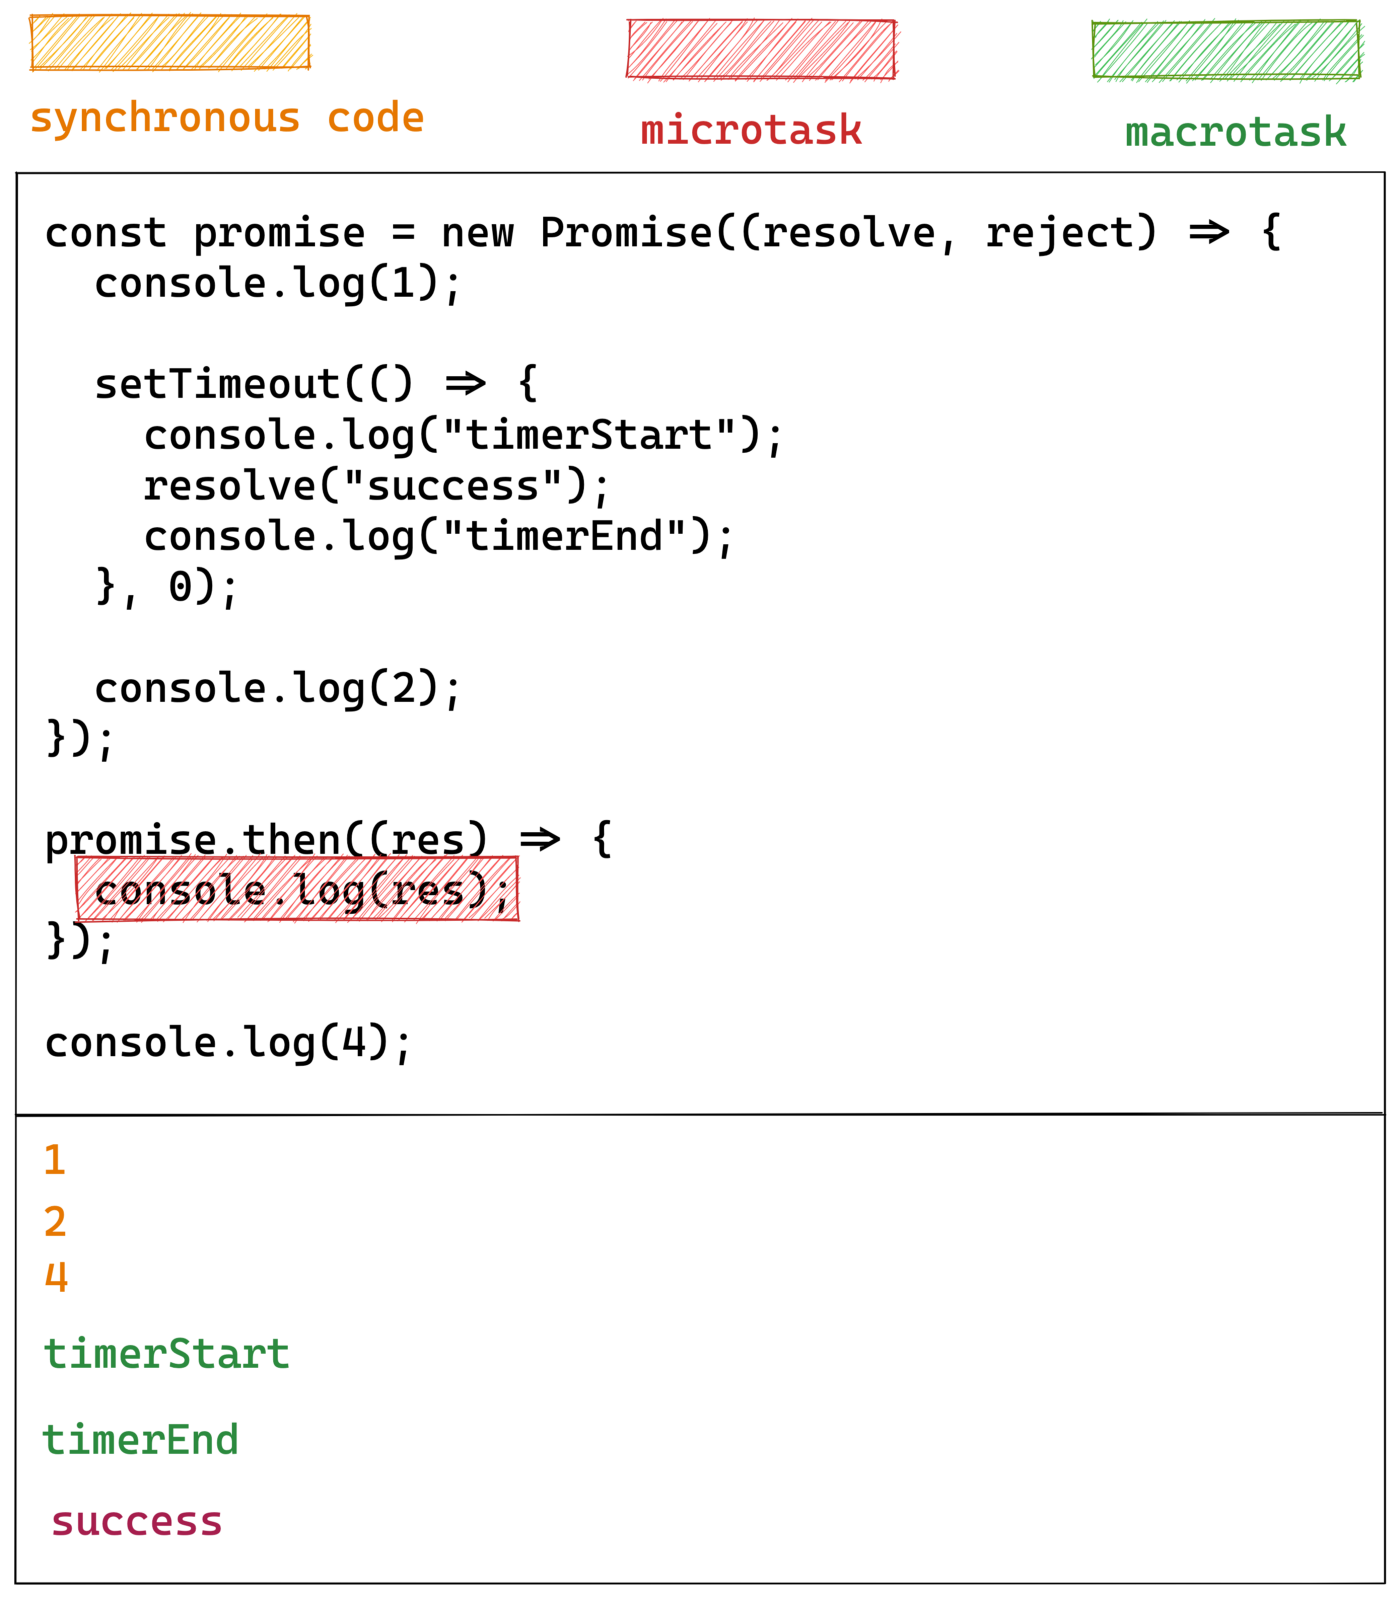 synchronous code
microtask
macrotask
const promise = new Promise((resolve, reject) => {
  console.log(1);
  setTimeout(() => {
    console.log("timerStart");
    resolve("success");
    console.log("timerEnd");
  }, 0);
  console.log(2);
});
promise.then((res) => {
  console.log(res);
});
console.log(4);
1
2
4
timerStart
timerEnd
success